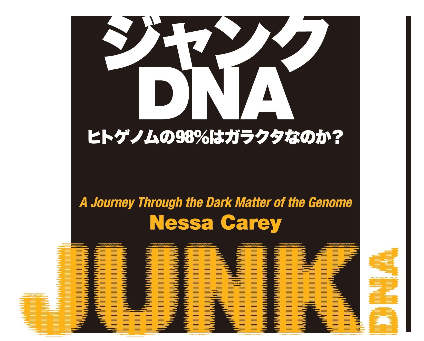 ジャンク
DNA
ヒトゲノムの98%はガラクタなのか？
A Journey Through the Dark Matter of the Genome
Nessa Carey
JUNK
DNA